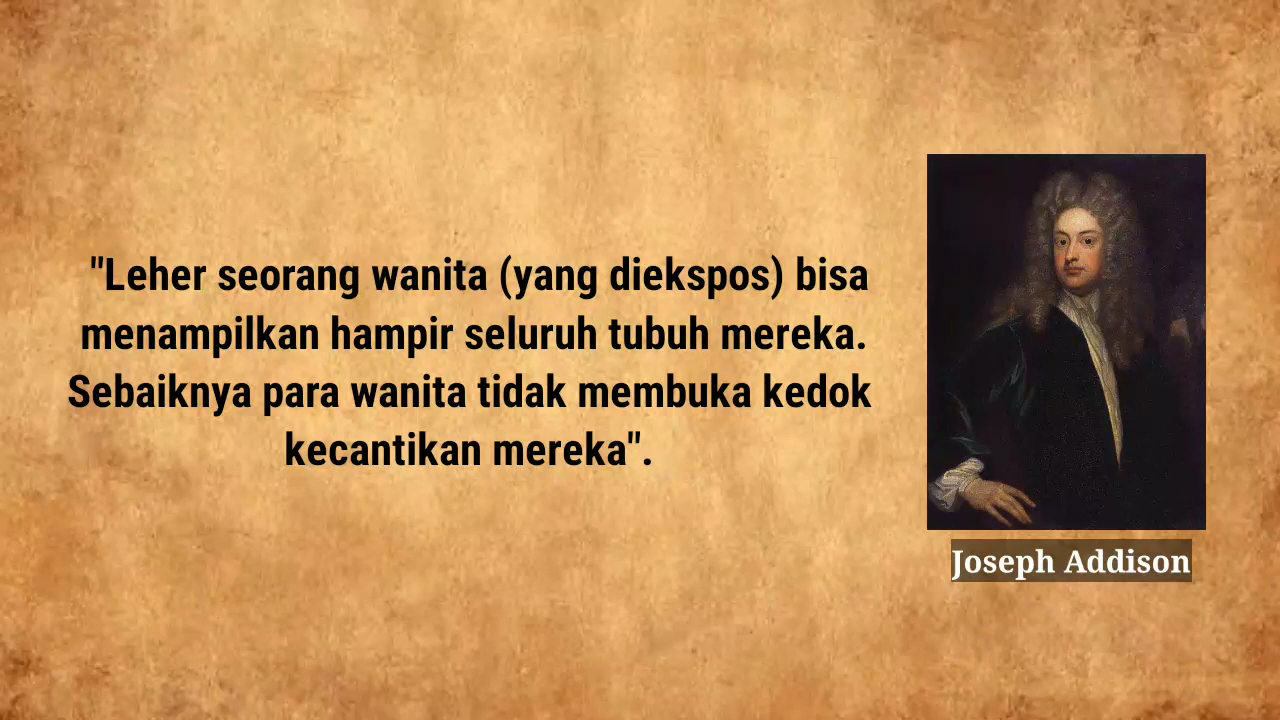 "Leher seorang wanita (yang diekspos) bisa
menampilkan hampir seluruh tubuh mereka.
Sebaiknya para wanita tidak membuka kedok
kecantikan mereka".
Joseph Addison